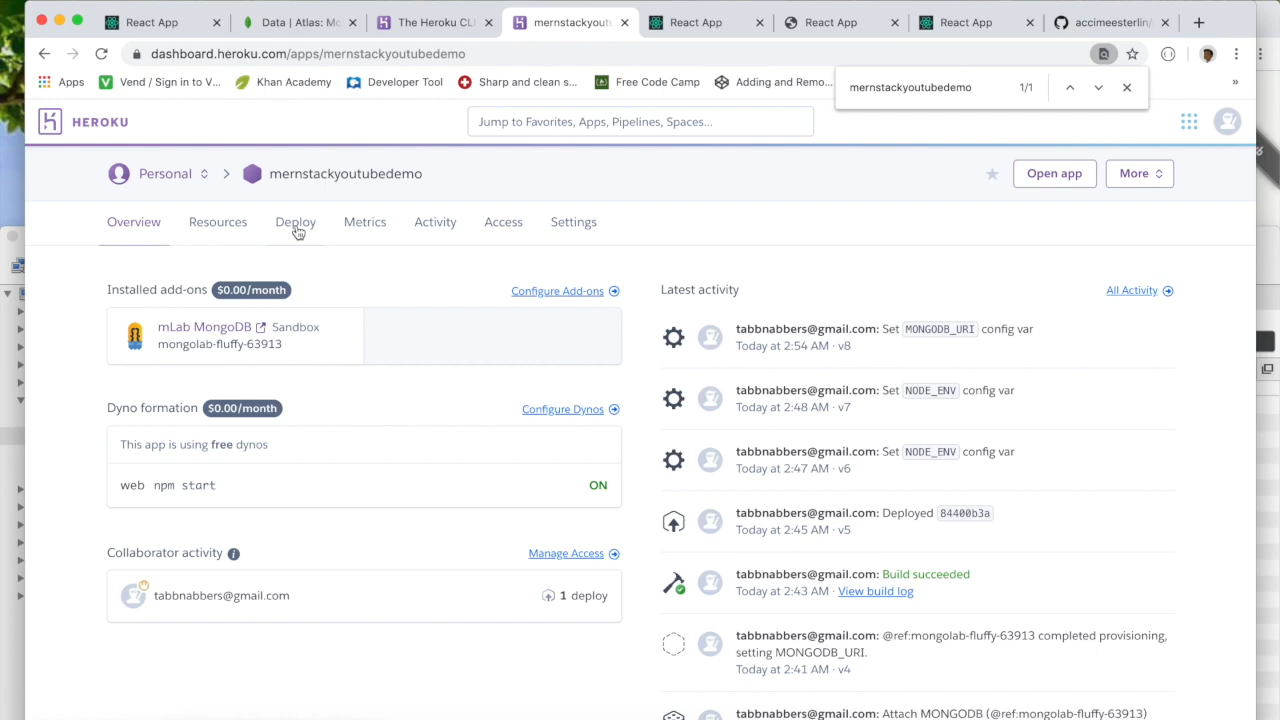 React App
Data | Atlas: Mo
The Heroku CL
mernstackyout
React App
React App
React App
accimeesterlin/
dashboard.heroku.com/apps/mernstackyoutubedemo
Apps
Vend / Sign in to V...
Khan Academy
Developer Tool
Sharp and clean s...
Free Code Camp
Adding and Remo...
»
mernstackyoutubedemo 1/1
HEROKU
Jump to Favorites, Apps, Pipelines, Spaces...
Personal
mernstackyoutubedemo
Open app
More
Overview
Resources
Deploy
Metrics
Activity
Access
Settings
Installed add-ons $0.00/month
Configure Add-ons
mLab MongoDB Sandbox
mongolab-fluffy-63913
Dyno formation $0.00/month
Configure Dynos
This app is using free dynos
web npm start ON
Collaborator activity
Manage Access
tabbnabbers@gmail.com 1 deploy
Latest activity
All Activity
tabbnabbers@gmail.com: Set MONGODB_URI config var
Today at 2:54 AM · v8
tabbnabbers@gmail.com: Set NODE_ENV config var
Today at 2:48 AM · v7
tabbnabbers@gmail.com: Set NODE_ENV config var
Today at 2:47 AM · v6
tabbnabbers@gmail.com: Deployed 84400b3a
Today at 2:45 AM · v5
tabbnabbers@gmail.com: Build succeeded
Today at 2:43 AM · View build log
tabbnabbers@gmail.com: @ref:mongolab-fluffy-63913 completed provisioning,
setting MONGODB_URI.
Today at 2:41 AM · v4
tabbnabbers@gmail.com: Attach MONGODB (@ref:mongolab-fluffy-63913)